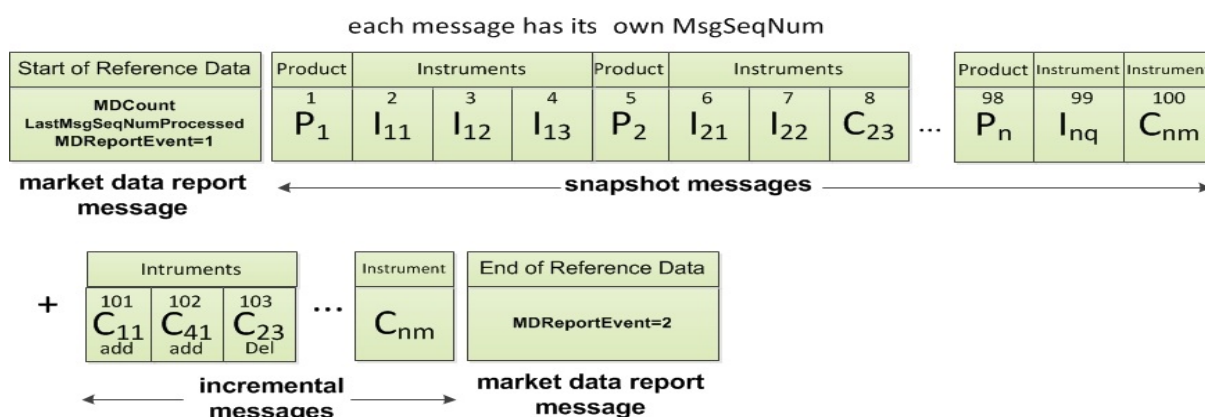 each message has its own MsgSeqNum
Start of Reference Data
MDCount
LastMsgSeqNumProcessed
MDReportEvent=1
market data report
message
Product Instruments Product Instruments Product Instrument Instrumen
1 2 3 4 5 6 7 8 98 99 100
P1 I11 I12 I13 P2 I21 I22 C23 ... Pn Inq Cnm
snapshot messages
+
Intruments
101 102 103
C11 C41 C23 ...
add add Del
Instrument
Cnm
incremental
messages
End of Reference Data
MDReportEvent=2
market data report
message